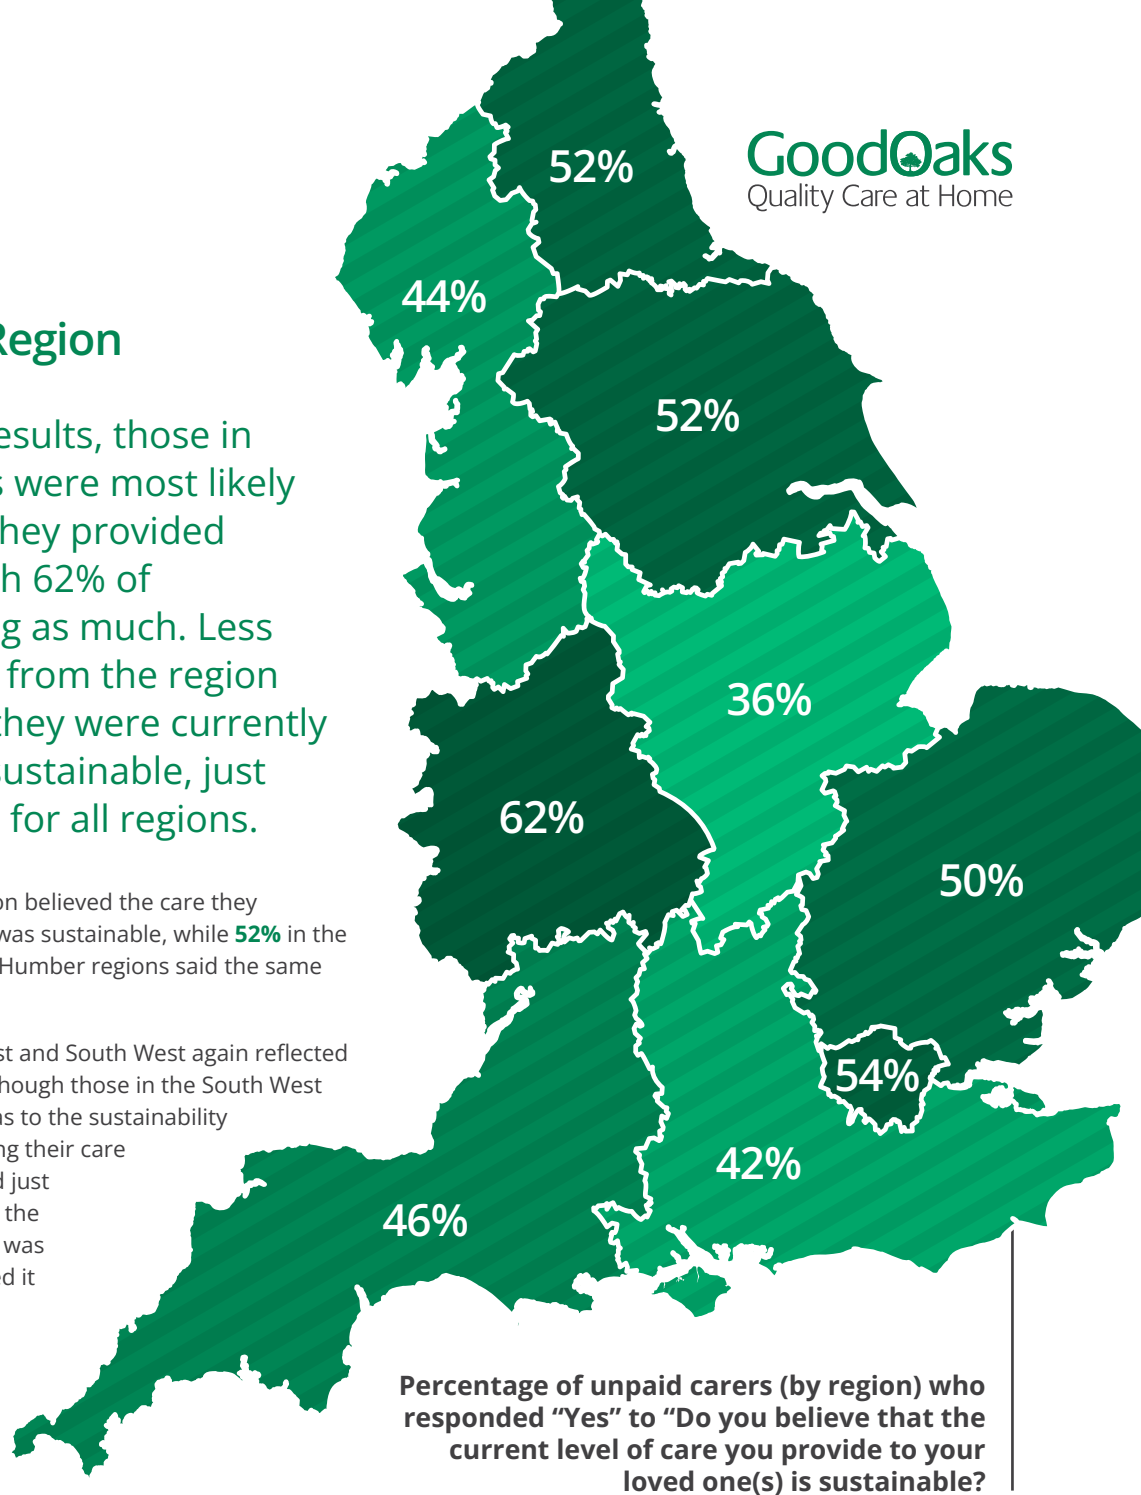 GoodOaks
Quality Care at Home
52%
44%
Region
52%
esults, those in
s were most likely
hey provided
h 62% of
g as much. Less
from the region
they were currently
sustainable, just
for all regions.
36%
62%
50%
on believed the care they
was sustainable, while 52% in the
Humber regions said the same
st and South West again reflected
hough those in the South West
as to the sustainability
ng their care
d just
the
was
ed it
54%
42%
46%
Percentage of unpaid carers (by region) who
responded “Yes” to “Do you believe that the
current level of care you provide to your
loved one(s) is sustainable?